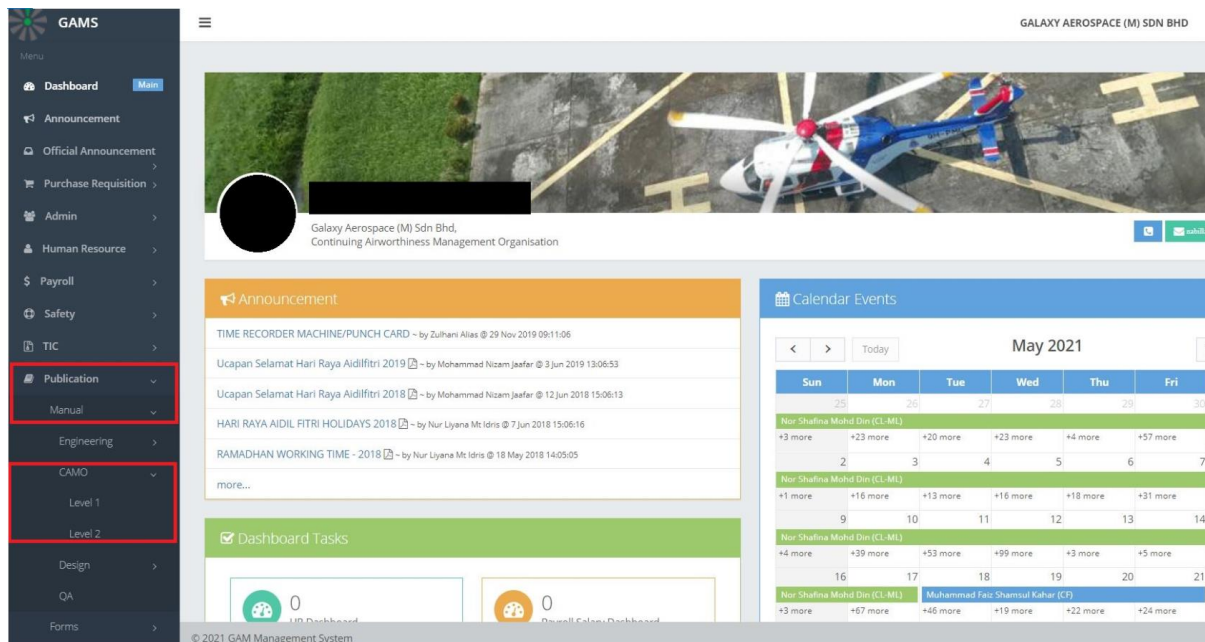 GAMS
GALAXY AEROSPACE (M) SDN BHD
Menu
Dashboard Main
Announcement
Official Announcement
Purchase Requisition
Admin
Human Resource
$ Payroll
Safety
TIC
Publication
Manual
Engineering
CAMO
Level 1
Level 2
Design
QA
Forms
Galaxy Aerospace (M) Sdn Bhd,
Continuing Airworthiness Management Organisation
Announcement
TIME RECORDER MACHINE/PUNCH CARD ~ by Zulhani Alias @ 29 Nov 2019 09:11:06
Ucapan Selamat Hari Raya Aidilfitri 2019 ~ by Mohammad Nizam Jaafar @ 3 Jun 2019 13:06:53
Ucapan Selamat Hari Raya Aidilfitri 2018 ~ by Mohammad Nizam Jaafar @ 12 Jun 2018 15:06:13
HARI RAYA AIDIL FITRI HOLIDAYS 2018 ~ by Nur Liyana Mt Idris @ 7 Jun 2018 15:06:16
RAMADHAN WORKING TIME - 2018 ~ by Nur Liyana Mt Idris @ 18 May 2018 14:05:05
more...
Dashboard Tasks
0
HR Dashboard
0
Payroll Salary Dashboard
Calendar Events
< > Today May 2021
Sun Mon Tue Wed Thu Fri
25 26 27 28 29 30
Nor Shafina Mohd Din (CL-ML)
+3 more +23 more +20 more +23 more +4 more +57 more
2 3 4 5 6 7
Nor Shafina Mohd Din (CL-ML)
+1 more +16 more +13 more +16 more +18 more +31 more
9 10 11 12 13 14
Nor Shafina Mohd Din (CL-ML)
+4 more +39 more +53 more +99 more +3 more +5 more
16 17 18 19 20 21
Nor Shafina Mohd Din (CL-ML) Muhammad Faiz Shamsul Kahar (CF)
+3 more +67 more +46 more +19 more +22 more +24 more
© 2021 GAM Management System